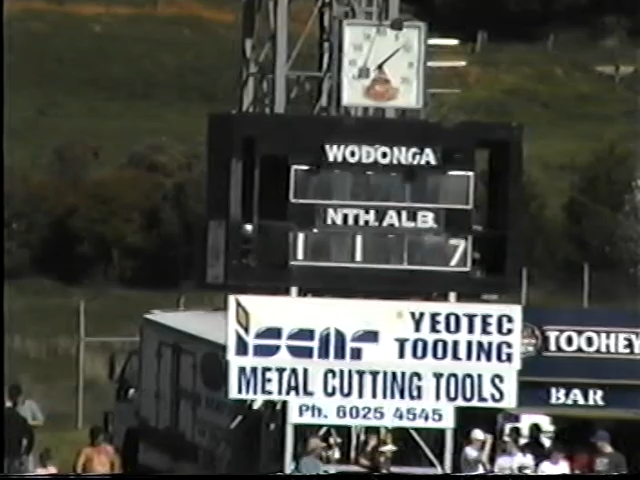 WODONGA
NTH. ALB.
1 1 7
iscar
YEOTEC
TOOLING
METAL CUTTING TOOLS
Ph. 6025 4545
TOOHEY
BAR